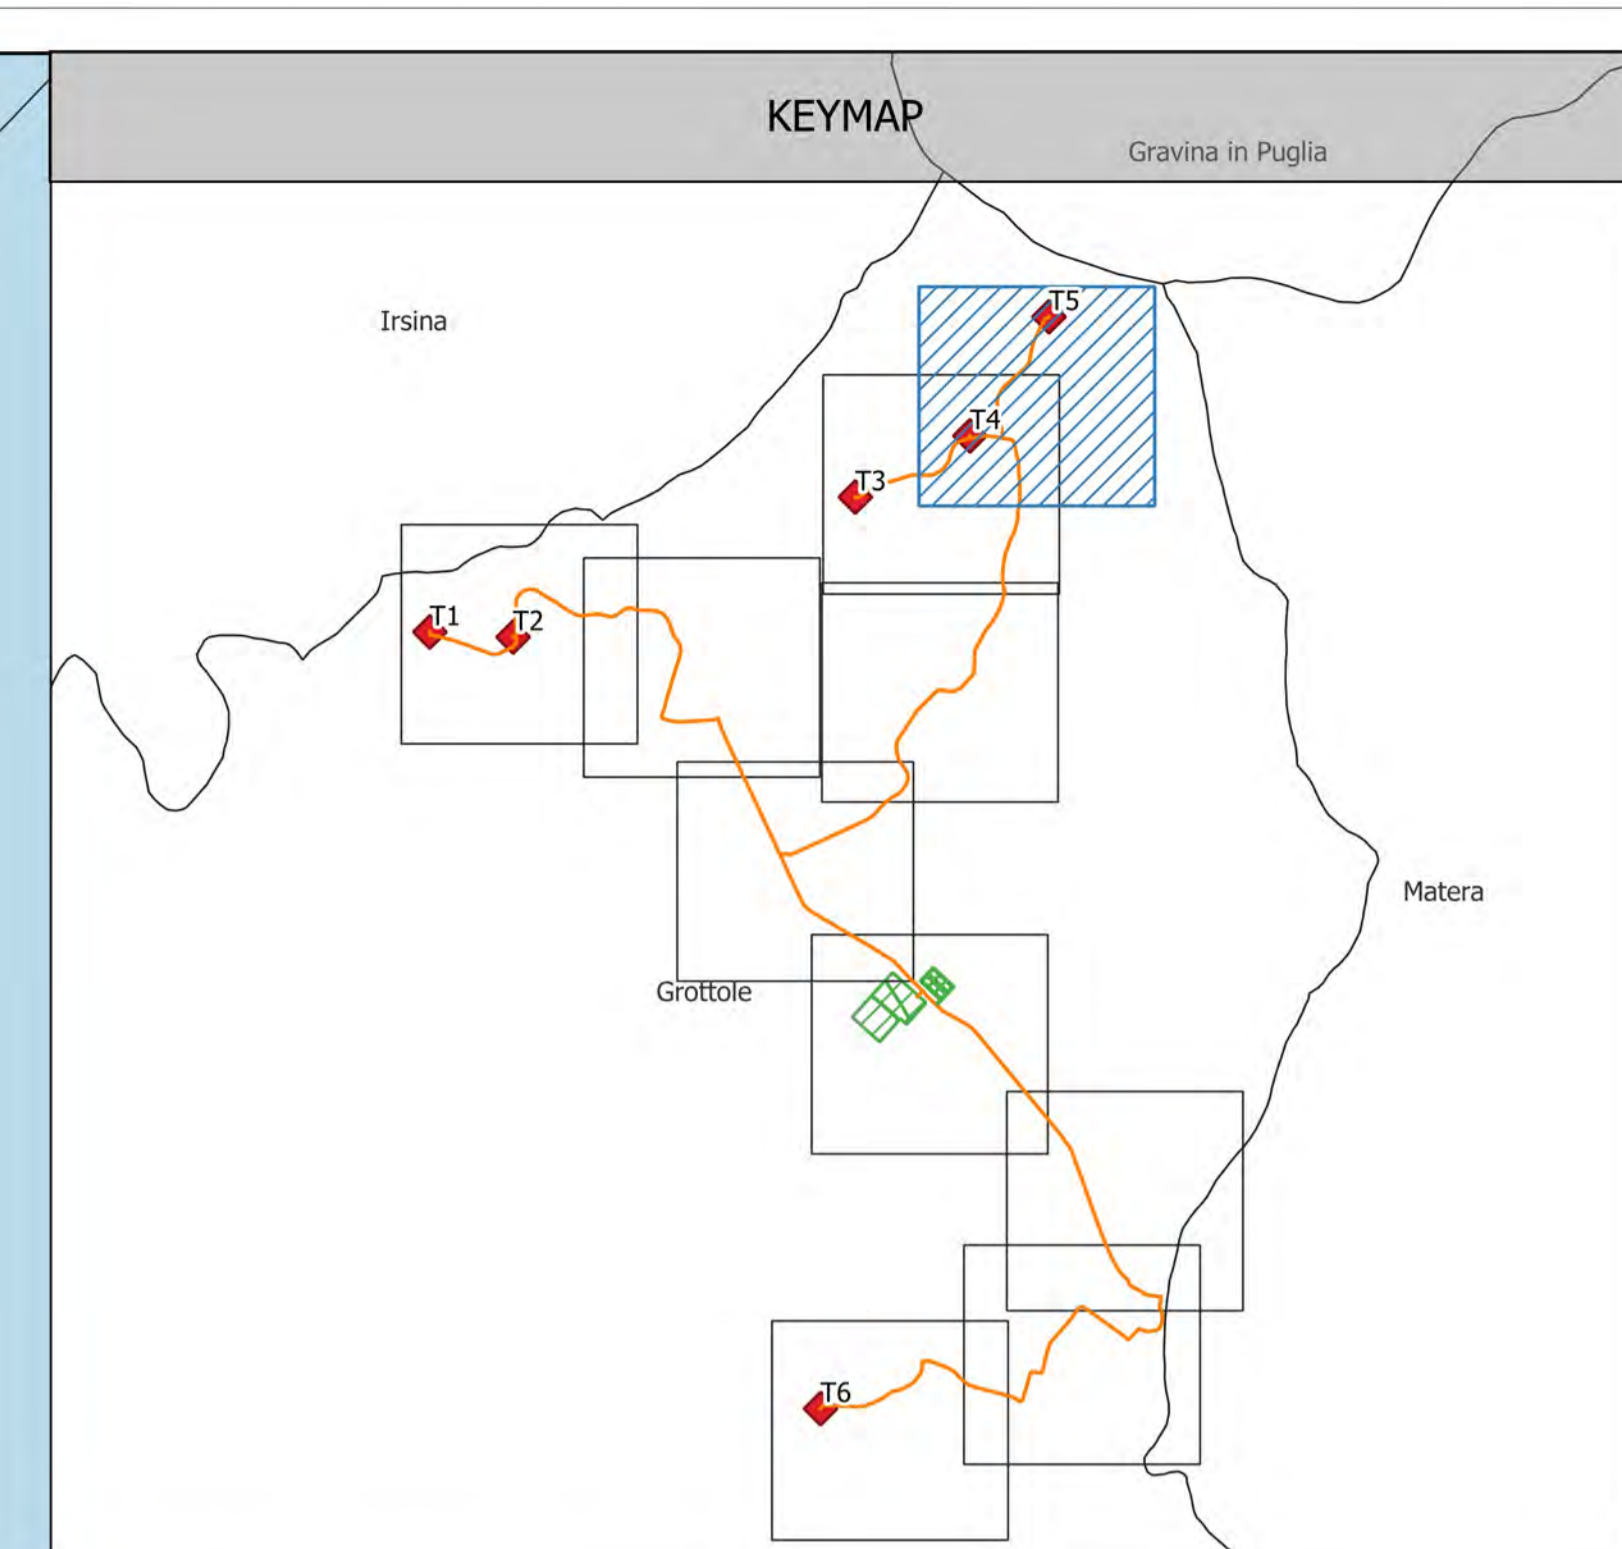 KEYMAP
Gravina in Puglia
Irsina
T5
T4
T3
T1
T2
Matera
Grottole
T6